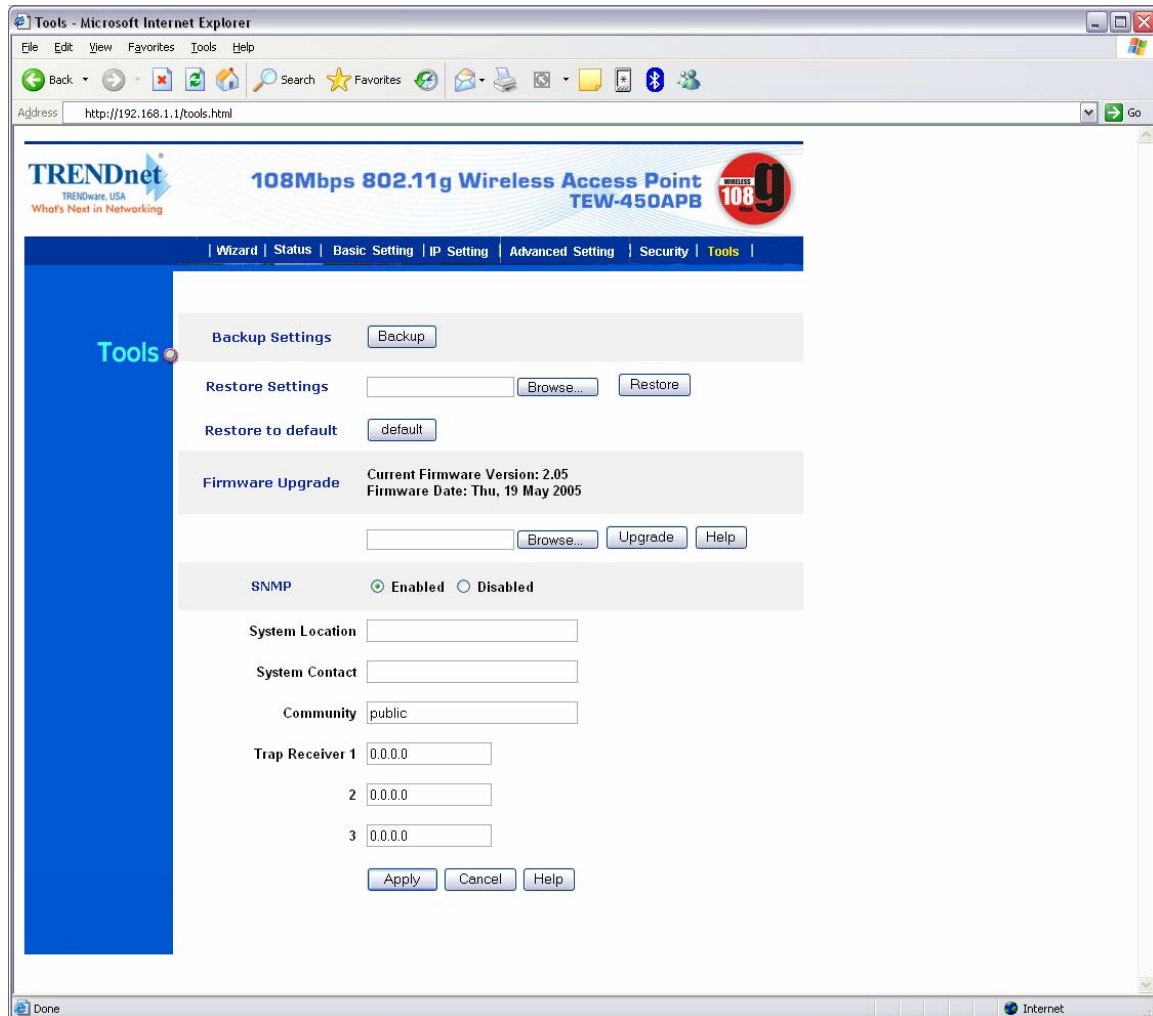 Tools - Microsoft Internet Explorer
File Edit View Favorites Tools Help
Back Search Favorites
Address http://192.168.1.1/tools.html Go
TRENDnet
TRENDware, USA
What's Next in Networking
108Mbps 802.11g Wireless Access Point
TEW-450APB
WIRELESS
108
Mbps
g
| Wizard | Status | Basic Setting | IP Setting | Advanced Setting | Security | Tools |
Tools
Backup Settings Backup
Restore Settings Browse... Restore
Restore to default default
Firmware Upgrade
Current Firmware Version: 2.05
Firmware Date: Thu, 19 May 2005
Browse... Upgrade Help
SNMP Enabled Disabled
System Location
System Contact
Community public
Trap Receiver 1 0.0.0.0
2 0.0.0.0
3 0.0.0.0
Apply Cancel Help
Done Internet